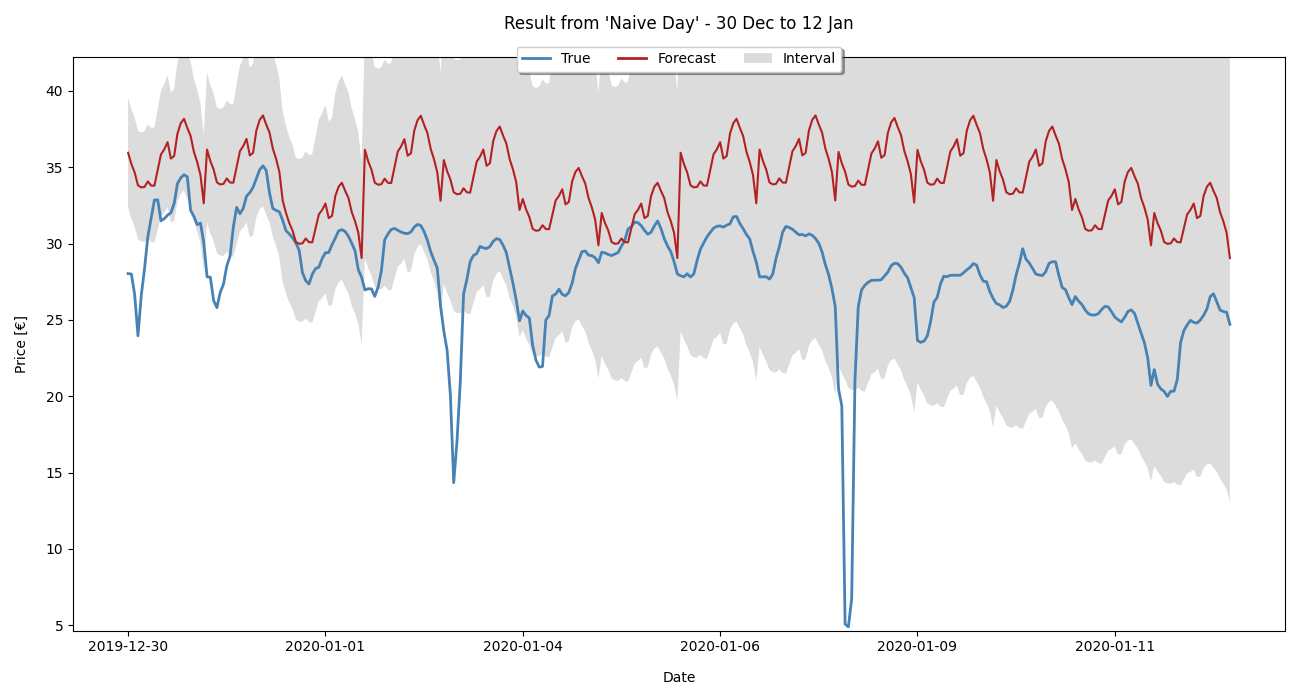 Result from 'Naive Day' - 30 Dec to 12 Jan
True Forecast Interval
40
35
30
25
20
15
10
5
Price [€]
2019-12-30 2020-01-01 2020-01-04 2020-01-06 2020-01-09 2020-01-11
Date